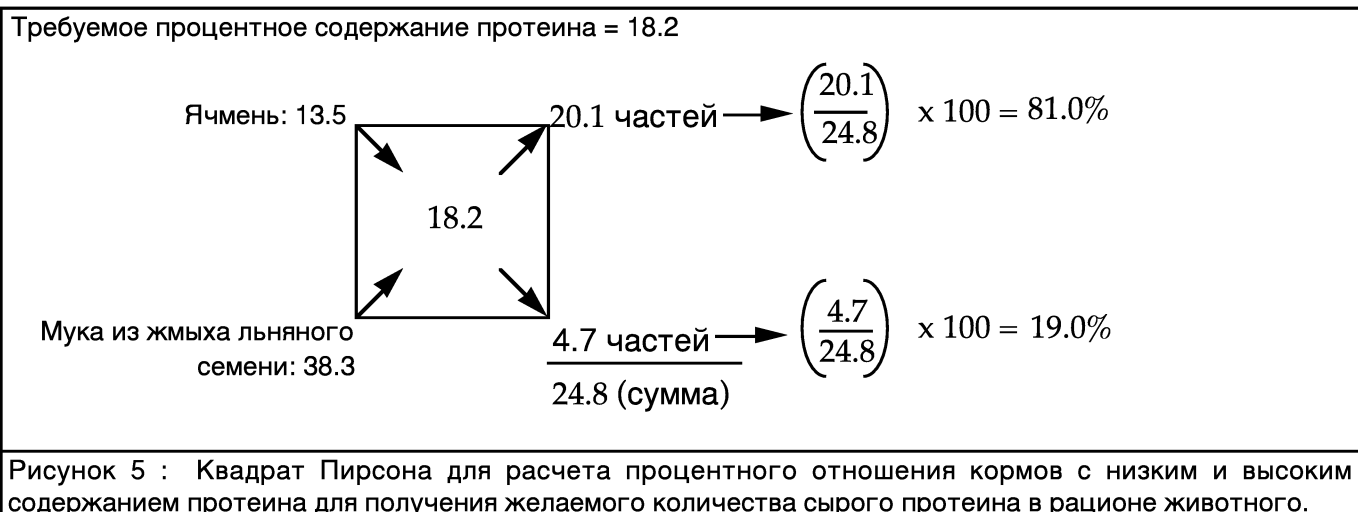 Требуемое процентное содержание протеина = 18.2
Ячмень: 13.5
20.1 частей
(20.1/24.8) x 100 = 81.0%
18.2
Мука из жмыха льняного
семени: 38.3
4.7 частей
(4.7/24.8) x 100 = 19.0%
24.8 (сумма)
Рисунок 5 : Квадрат Пирсона для расчета процентного отношения кормов с низким и высоким
содержанием протеина для получения желаемого количества сырого протеина в рационе животного.